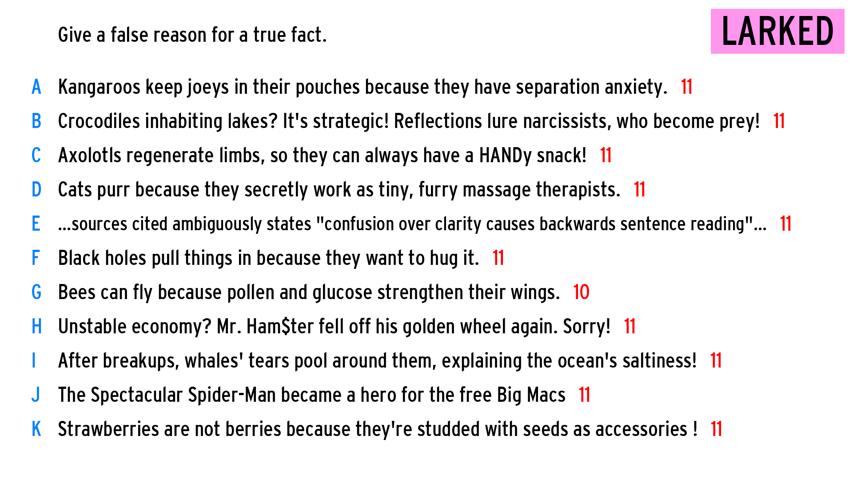 LARKED
Give a false reason for a true fact.
A Kangaroos keep joeys in their pouches because they have separation anxiety. 11
B Crocodiles inhabiting lakes? It's strategic! Reflections lure narcissists, who become prey! 11
C Axolotls regenerate limbs, so they can always have a HANDy snack! 11
D Cats purr because they secretly work as tiny, furry massage therapists. 11
E ...sources cited ambiguously states "confusion over clarity causes backwards sentence reading"... 11
F Black holes pull things in because they want to hug it. 11
G Bees can fly because pollen and glucose strengthen their wings. 10
H Unstable economy? Mr. Ham$ter fell off his golden wheel again. Sorry! 11
I After breakups, whales' tears pool around them, explaining the ocean's saltiness! 11
J The Spectacular Spider-Man became a hero for the free Big Macs 11
K Strawberries are not berries because they're studded with seeds as accessories ! 11